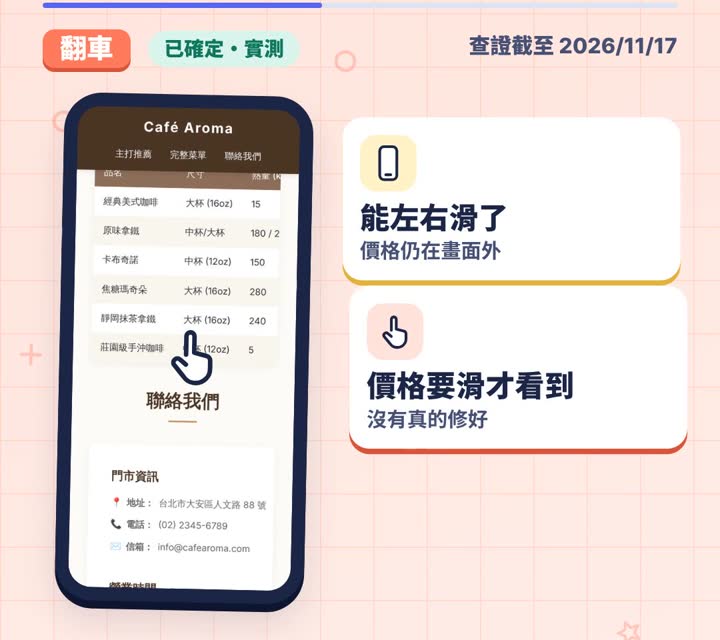 翻車
已確定・實測
查證截至 2026/11/17
Café Aroma
主打推薦 完整菜單 聯絡我們
品名 尺寸 熱量 (K
經典美式咖啡 大杯 (16oz) 15
原味拿鐵 中杯/大杯 180 / 2
卡布奇諾 中杯 (12oz) 150
焦糖瑪奇朵 大杯 (16oz) 280
靜岡抹茶拿鐵 大杯 (16oz) 240
莊園級手沖咖啡 (12oz) 5
聯絡我們
門市資訊
📍 地址： 台北市大安區人文路 88 號
📞 電話： (02) 2345-6789
✉️ 信箱： info@cafearoma.com
營業時間
能左右滑了
價格仍在畫面外
價格要滑才看到
沒有真的修好